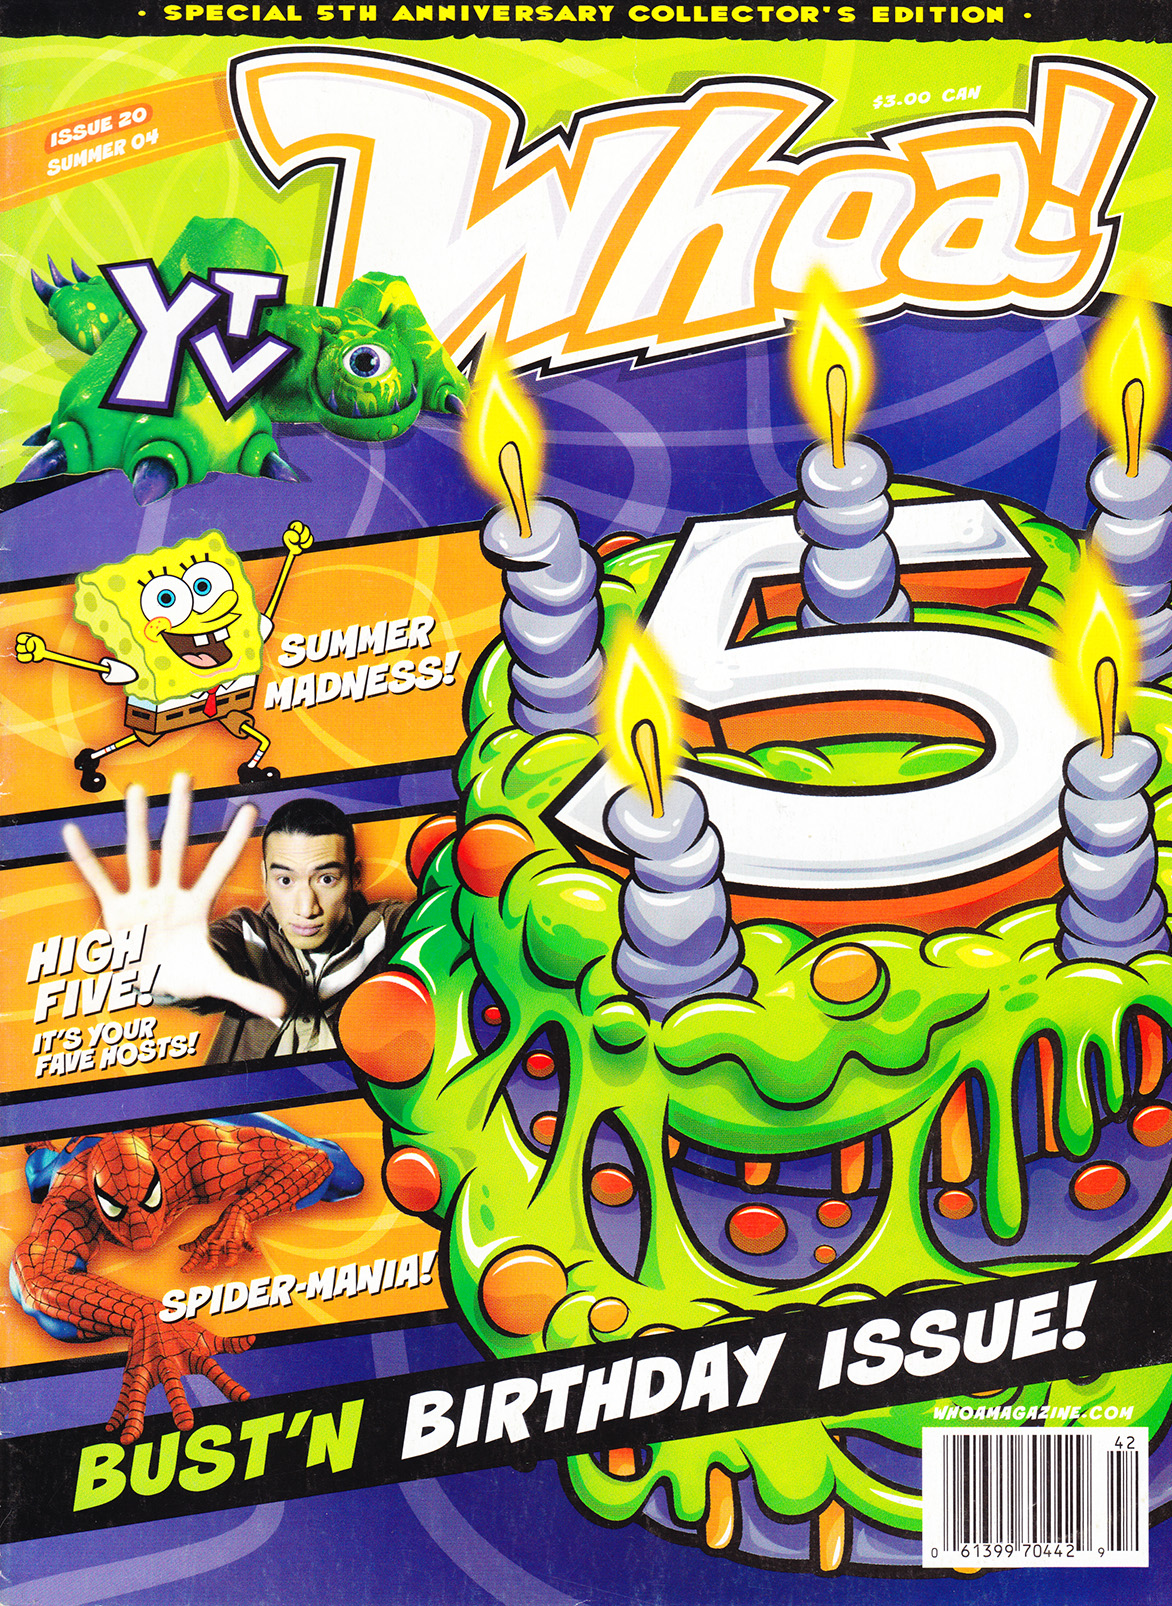 · SPECIAL 5TH ANNIVERSARY COLLECTOR'S EDITION ·
ISSUE 20
SUMMER 04
Whoa!
$3.00 CAN
YTV
5
SUMMER
MADNESS!
HIGH
FIVE!
IT'S YOUR
FAVE HOSTS!
SPIDER-MANIA!
BUST'N BIRTHDAY ISSUE!
WHOAMAGAZINE.COM
42
0 61399 70442 9